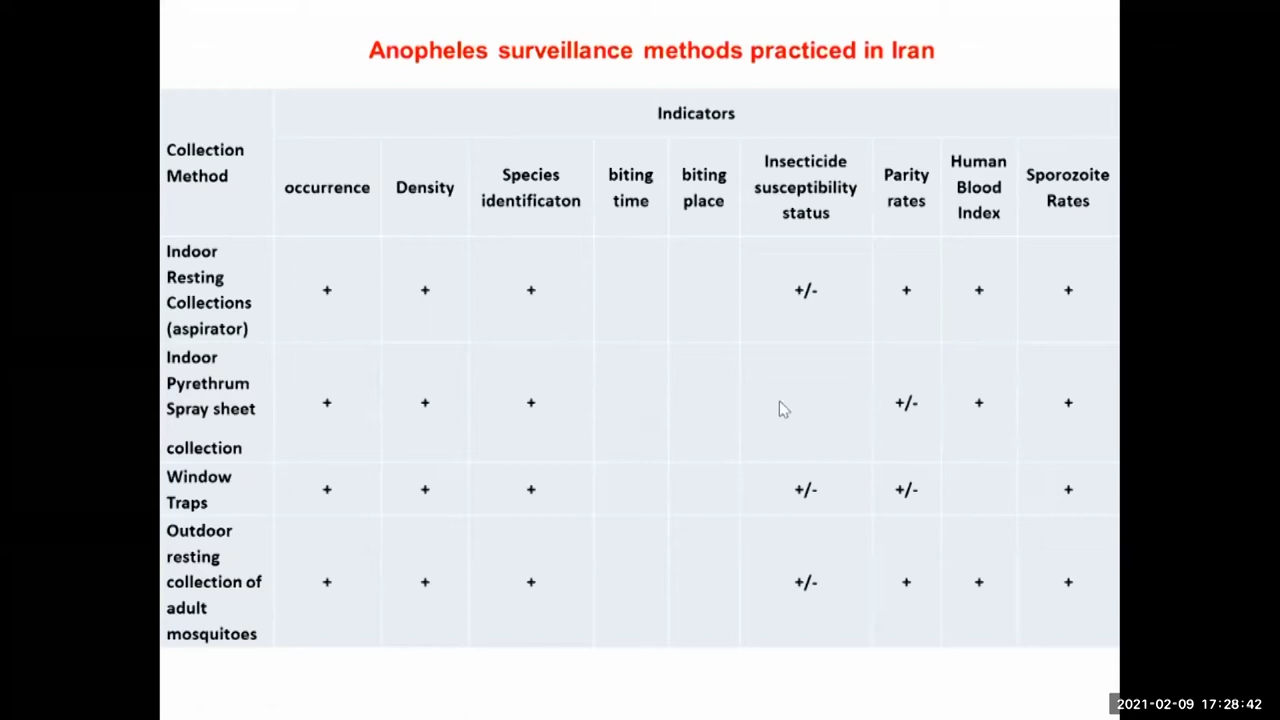 Anopheles surveillance methods practiced in Iran
Collection
Method
Indicators
occurrence
Density
Species
identificaton
biting
time
biting
place
Insecticide
susceptibility
status
Parity
rates
Human
Blood
Index
Sporozoite
Rates
Indoor
Resting
Collections
(aspirator)
+ + + +/- + + +
Indoor
Pyrethrum
Spray sheet
collection
+ + + +/- + +
Window
Traps
+ + + +/- +/- +
Outdoor
resting
collection of
adult
mosquitoes
+ + + +/- + + +
2021-02-09 17:28:42